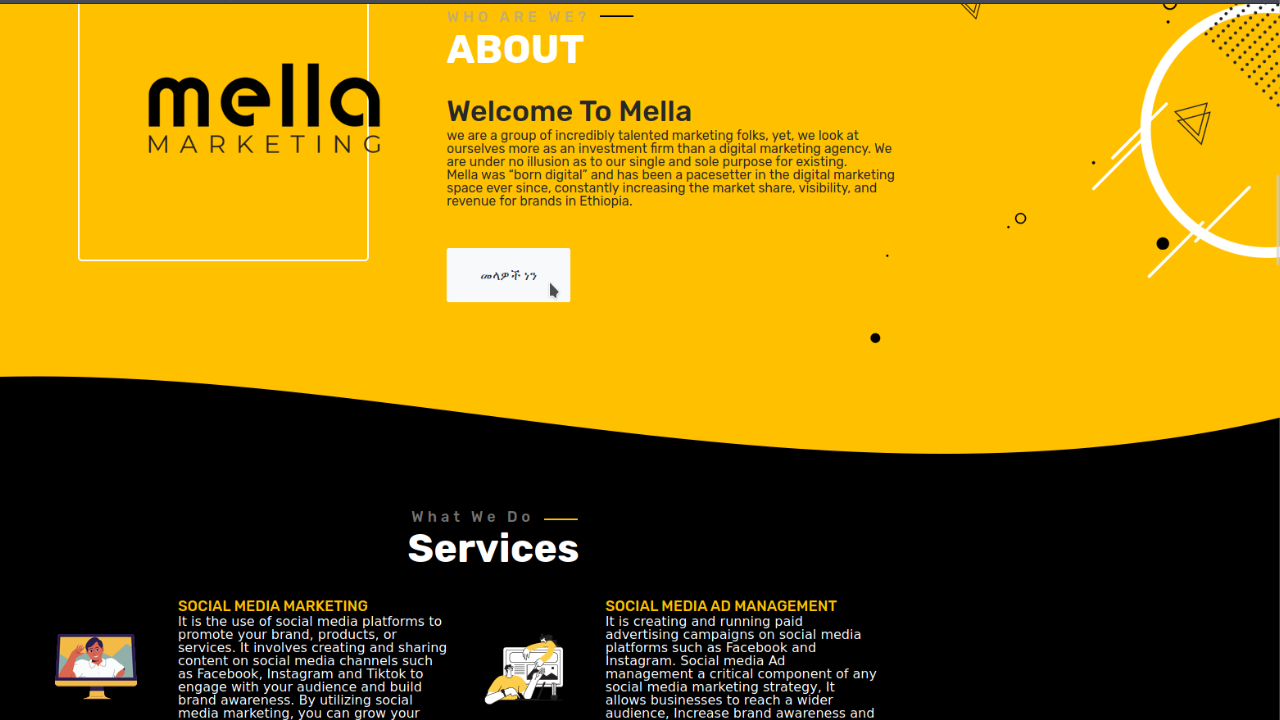 WHO ARE WE?
ABOUT
mella
MARKETING
Welcome To Mella
we are a group of incredibly talented marketing folks, yet, we look at
ourselves more as an investment firm than a digital marketing agency. We
are under no illusion as to our single and sole purpose for existing.
Mella was “born digital” and has been a pacesetter in the digital marketing
space ever since, constantly increasing the market share, visibility, and
revenue for brands in Ethiopia.
መላዎች ነን
What We Do
Services
SOCIAL MEDIA MARKETING
It is the use of social media platforms to
promote your brand, products, or
services. It involves creating and sharing
content on social media channels such
as Facebook, Instagram and Tiktok to
engage with your audience and build
brand awareness. By utilizing social
media marketing, you can grow your
SOCIAL MEDIA AD MANAGEMENT
It is creating and running paid
advertising campaigns on social media
platforms such as Facebook and
Instagram. Social media Ad
management a critical component of any
social media marketing strategy, It
allows businesses to reach a wider
audience, Increase brand awareness and